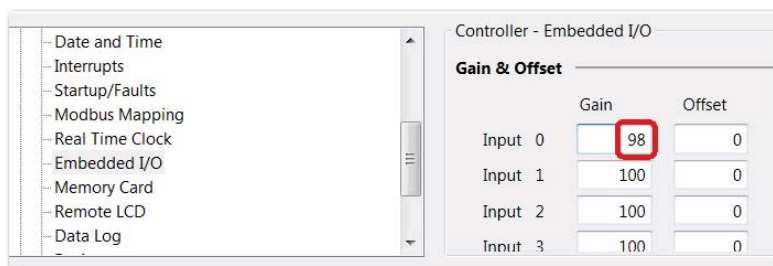 Date and Time
Interrupts
Startup/Faults
Modbus Mapping
Real Time Clock
Embedded I/O
Memory Card
Remote LCD
Data Log
Controller - Embedded I/O
Gain & Offset
Gain Offset
Input 0 98 0
Input 1 100 0
Input 2 100 0
Input 3 100 0